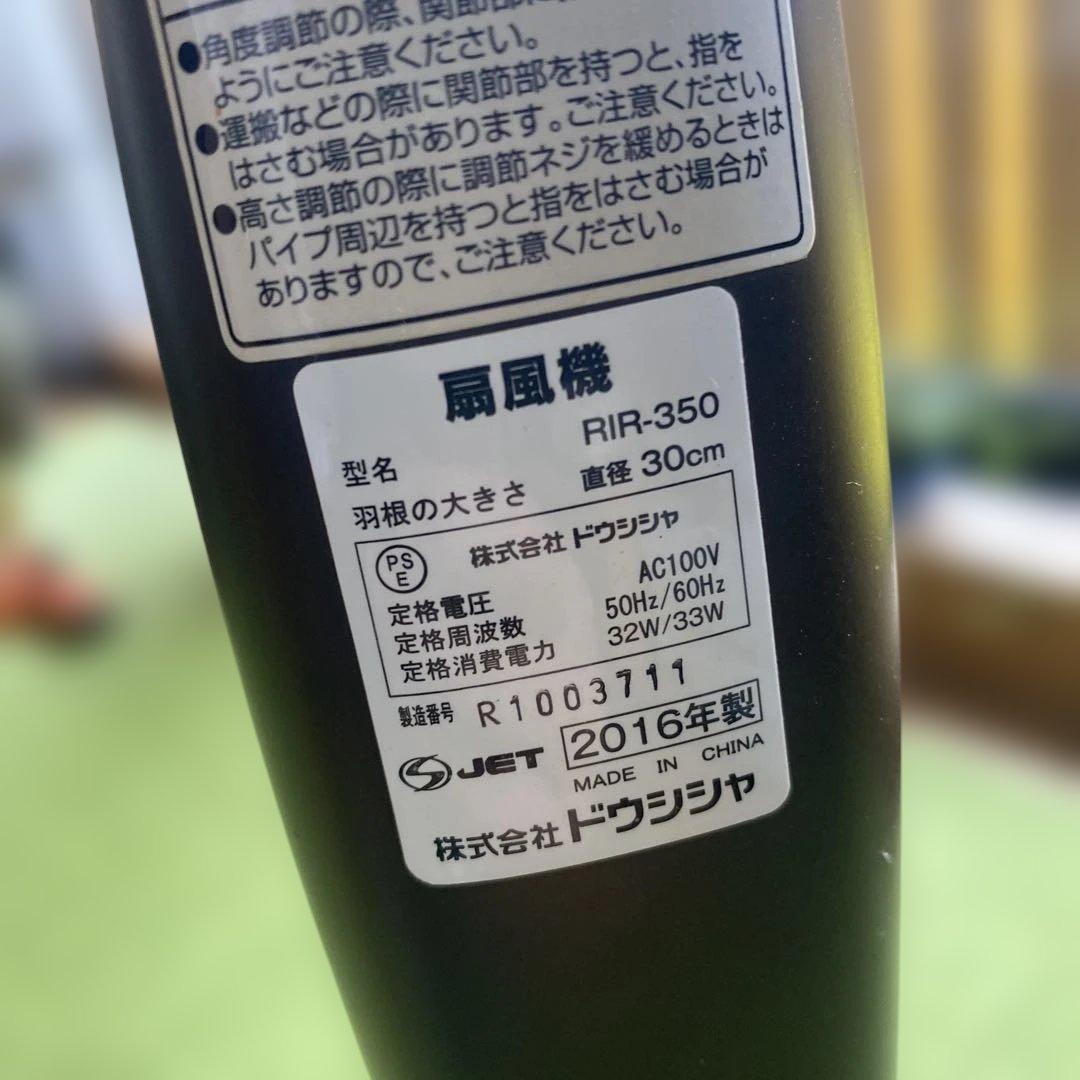 ●角度調節の際、関節部に
ようにご注意ください。
●運搬などの際に関節部を持つと、指を
はさむ場合があります。ご注意ください。
●高さ調節の際に調節ネジを緩めるときは
パイプ周辺を持つと指をはさむ場合が
ありますので、ご注意ください。
扇風機
型名 RIR-350
羽根の大きさ 直径 30cm
PSE 株式会社 ドウシシャ
定格電圧 AC100V
定格周波数 50Hz/60Hz
定格消費電力 32W/33W
製造番号 R1003711
S JET 2016年製
MADE IN CHINA
株式会社ドウシシャ